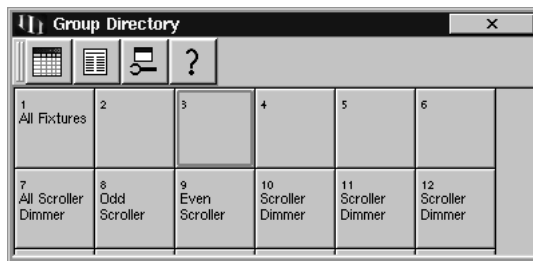 Group Directory
?
1 2 3 4 5 6
All Fixtures
7 8 9 10 11 12
All Scroller Odd Even Scroller Scroller Scroller
Dimmer Scroller Scroller Dimmer Dimmer Dimmer